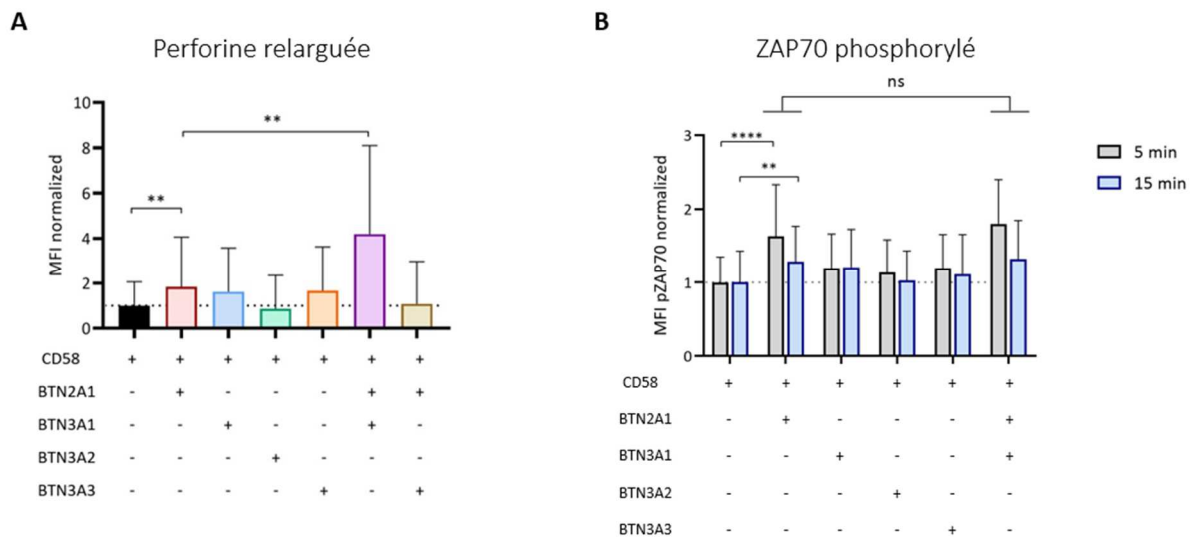 A
Perforine relarguée
MFI normalized
10
8
6
4
2
0
**
**
CD58 + + + + + + +
BTN2A1 - + - - - + +
BTN3A1 - - + - - + -
BTN3A2 - - - + - - -
BTN3A3 - - - - + - +
B
ZAP70 phosphorylé
ns
MFI pZAP70 normalized
3
2
1
0
****
**
5 min
15 min
CD58 + + + + + +
BTN2A1 - + - - - +
BTN3A1 - - + - - +
BTN3A2 - - - + - -
BTN3A3 - - - - + -